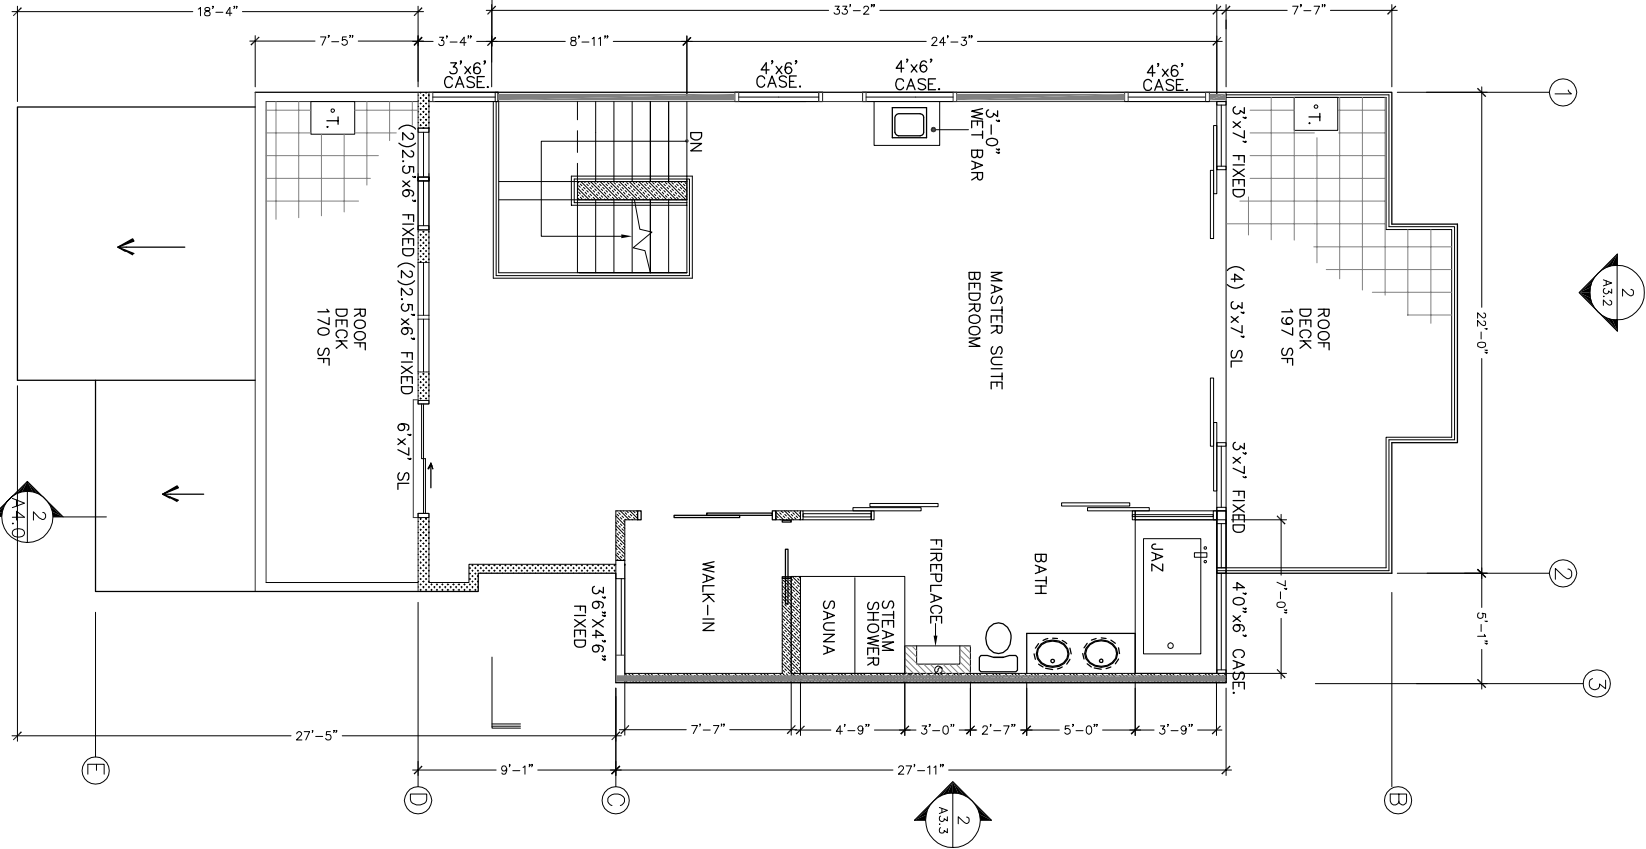 18'-4"
33'-2"
7'-7"
7'-5"
3'-4"
8'-11"
24'-3"
3'x6'
CASE.
4'x6'
CASE.
4'x6'
CASE.
4'x6'
CASE.
1
°T.
(2)2.5'x6' FIXED
(2)2.5'x6' FIXED
6'x7' SL
DN
3'-0"
WET BAR
3'x7' FIXED
°T.
(4) 3'x7' SL
3'x7' FIXED
ROOF
DECK
170 SF
MASTER SUITE
BEDROOM
ROOF
DECK
197 SF
22'-0"
2
A3.2
2
A4.0
WALK-IN
SAUNA
STEAM
SHOWER
FIREPLACE
BATH
JAZ
7'-0"
4'0"x6' CASE.
3'6"X4'6"
FIXED
2
5'-1"
3
27'-5"
7'-7"
4'-9"
3'-0"
2'-7"
5'-0"
3'-9"
9'-1"
27'-11"
E
D
C
B
2
A3.3